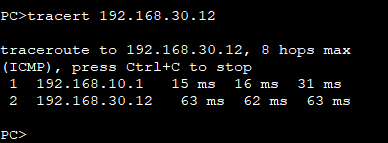 PC>tracert 192.168.30.12
traceroute to 192.168.30.12, 8 hops max
(ICMP), press Ctrl+C to stop
1 192.168.10.1 15 ms 16 ms 31 ms
2 192.168.30.12 63 ms 62 ms 63 ms
PC>